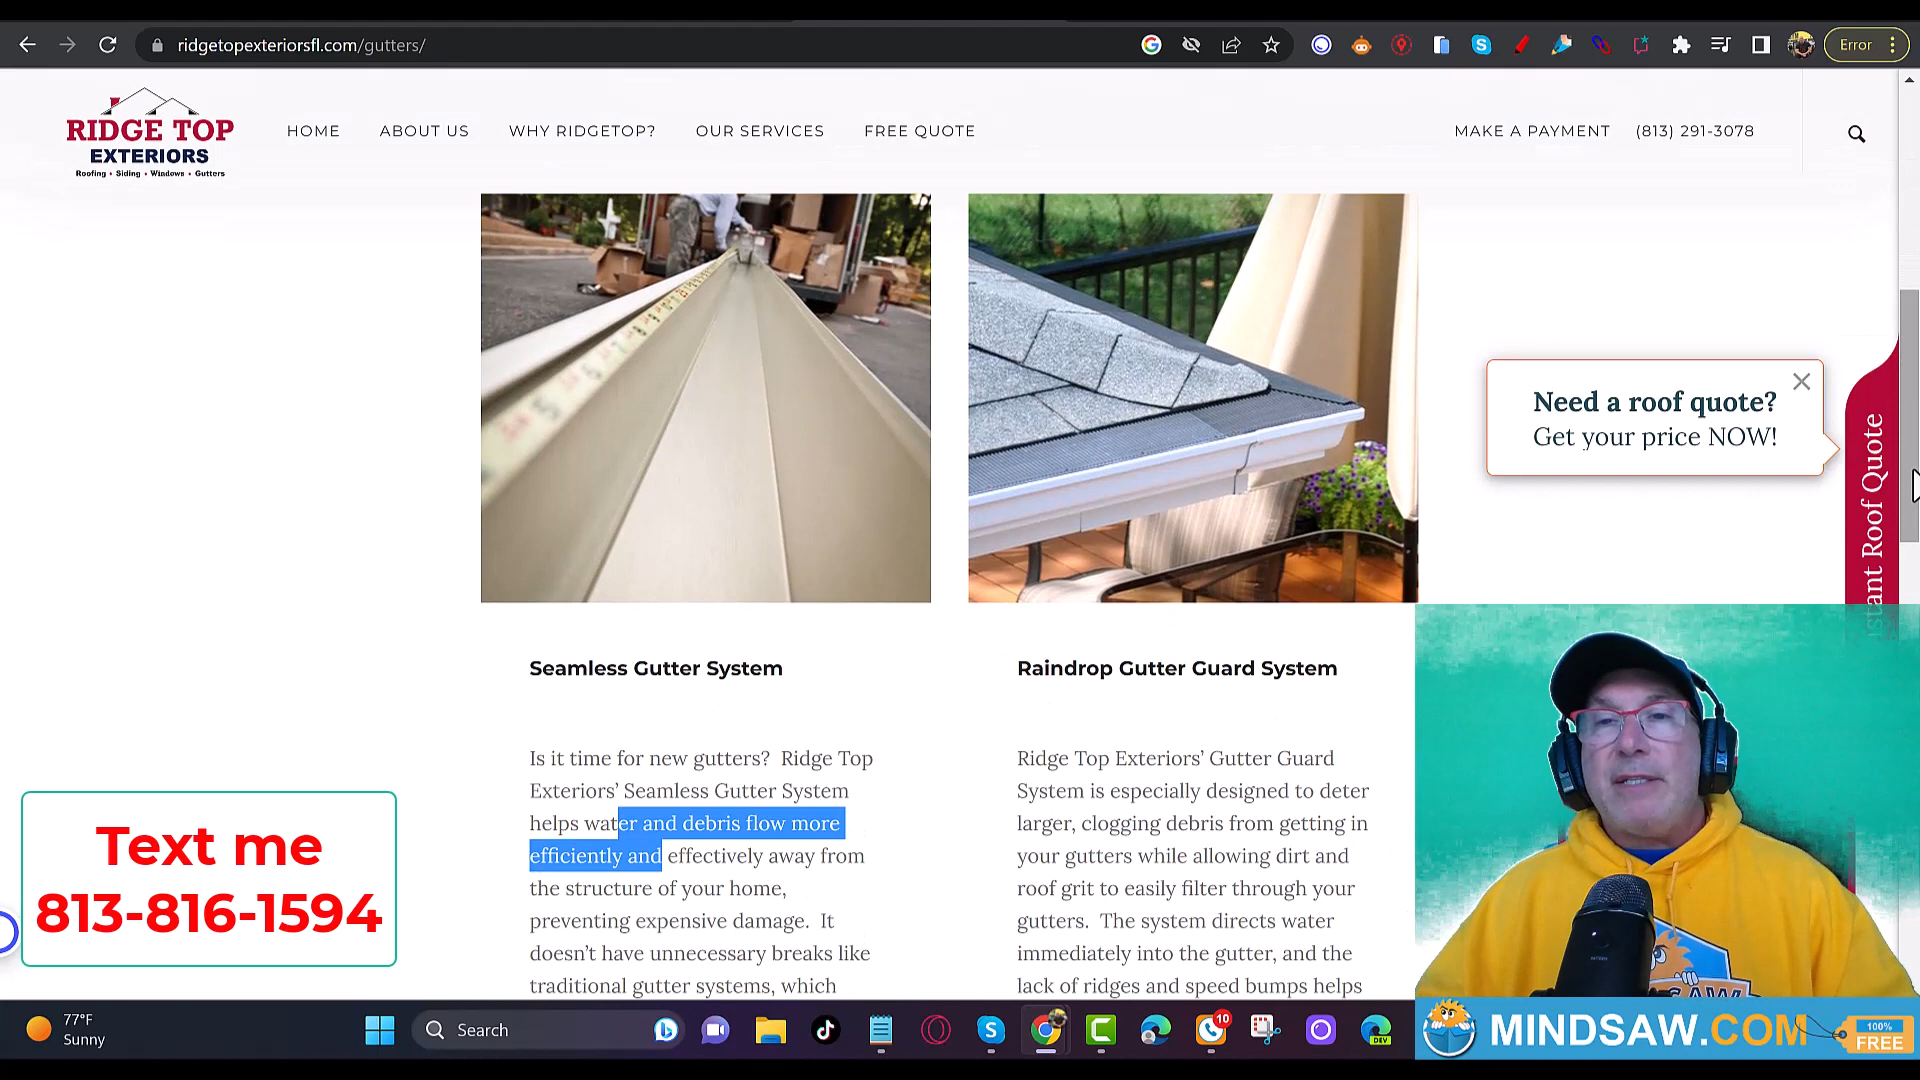 ridgetopexteriorsfl.com/gutters/
Error
RIDGE TOP
EXTERIORS
Roofing • Siding • Windows • Gutters
HOME
ABOUT US
WHY RIDGETOP?
OUR SERVICES
FREE QUOTE
MAKE A PAYMENT
(813) 291-3078
Need a roof quote?
Get your price NOW!
stant Roof Quote
Seamless Gutter System
Is it time for new gutters? Ridge Top
Exteriors’ Seamless Gutter System
helps water and debris flow more
efficiently and effectively away from
the structure of your home,
preventing expensive damage. It
doesn’t have unnecessary breaks like
traditional gutter systems, which
Raindrop Gutter Guard System
Ridge Top Exteriors’ Gutter Guard
System is especially designed to deter
larger, clogging debris from getting in
your gutters while allowing dirt and
roof grit to easily filter through your
gutters. The system directs water
immediately into the gutter, and the
lack of ridges and speed bumps helps
Text me
813-816-1594
77°F
Sunny
Search
10
DEV
MINDSAW.COM
100%
FREE